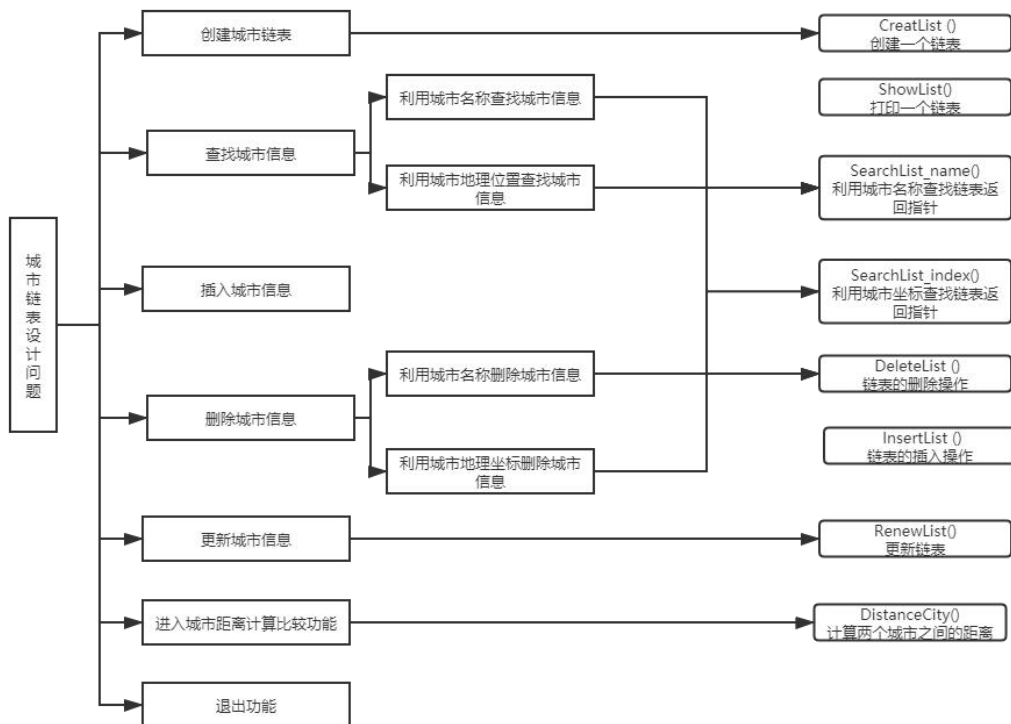 创建城市链表
CreatList ()
创建一个链表
利用城市名称查找城市信息
ShowList()
打印一个链表
查找城市信息
利用城市地理位置查找城市
信息
SearchList_name()
利用城市名称查找链表返
回指针
城
市
链
表
设
计
问
题
插入城市信息
SearchList_index()
利用城市坐标查找链表返
回指针
利用城市名称删除城市信息
DeleteList ()
链表的删除操作
删除城市信息
InsertList ()
链表的插入操作
利用城市地理坐标删除城市
信息
更新城市信息
RenewList()
更新链表
进入城市距离计算比较功能
DistanceCity()
计算两个城市之间的距离
退出功能